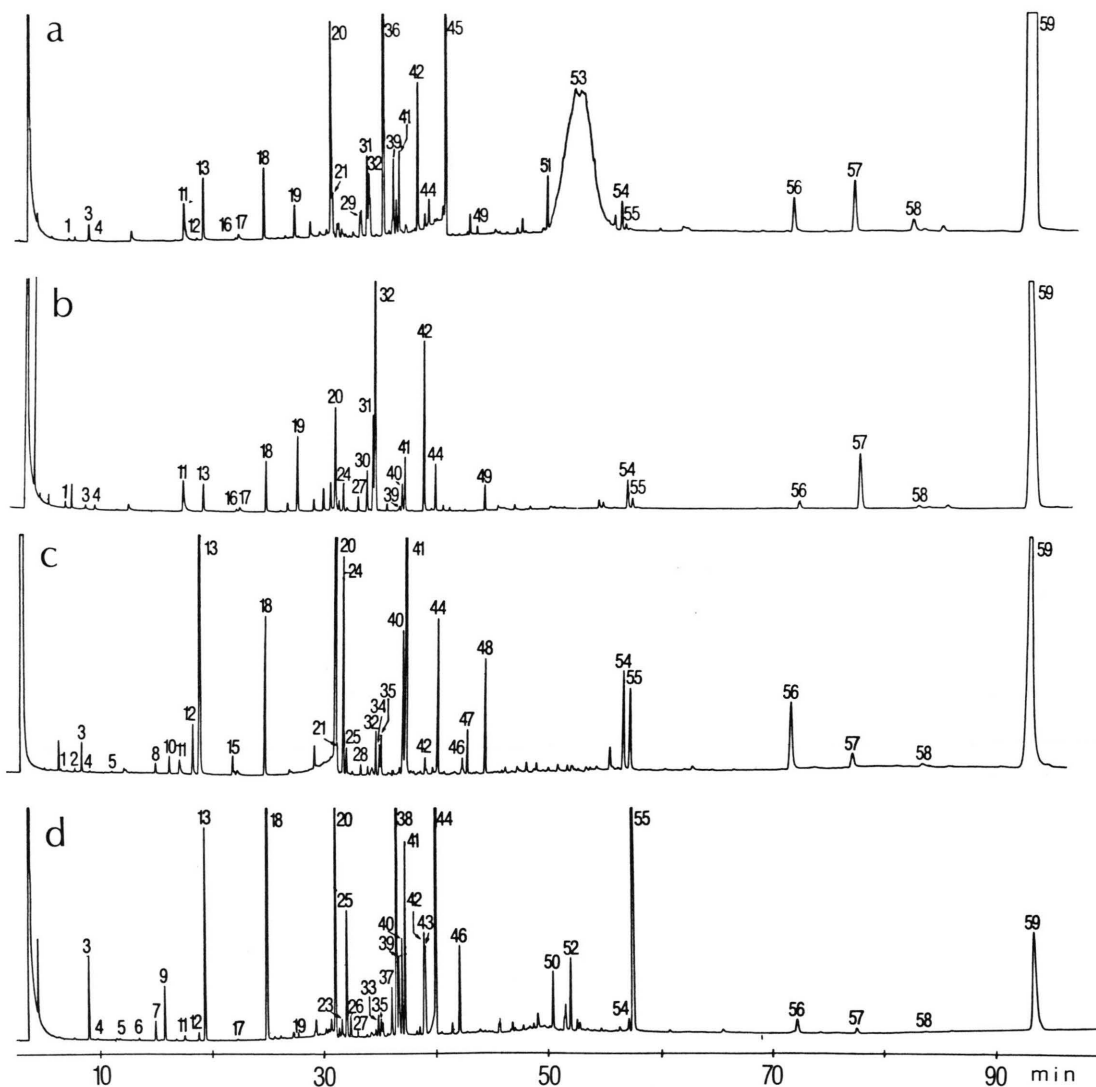 a
1 3 4 11 12 13 16 17 18 19 20 21 29 31 32 36 39 41 42 44 45 49 51 53 54 55 56 57 58 59
b
1 3 4 11 13 16 17 18 19 20 24 27 30 31 32 39 40 41 42 44 49 54 55 56 57 58 59
c
1 2 3 4 5 8 10 11 12 13 15 18 21 20 24 25 28 32 34 35 40 41 42 44 46 47 48 54 55 56 57 58 59
d
3 4 5 6 7 9 11 12 13 17 18 19 20 23 25 26 27 33 35 37 38 39 40 41 42 43 44 46 50 52 54 55 56 57 58 59
10 30 50 70 90 min